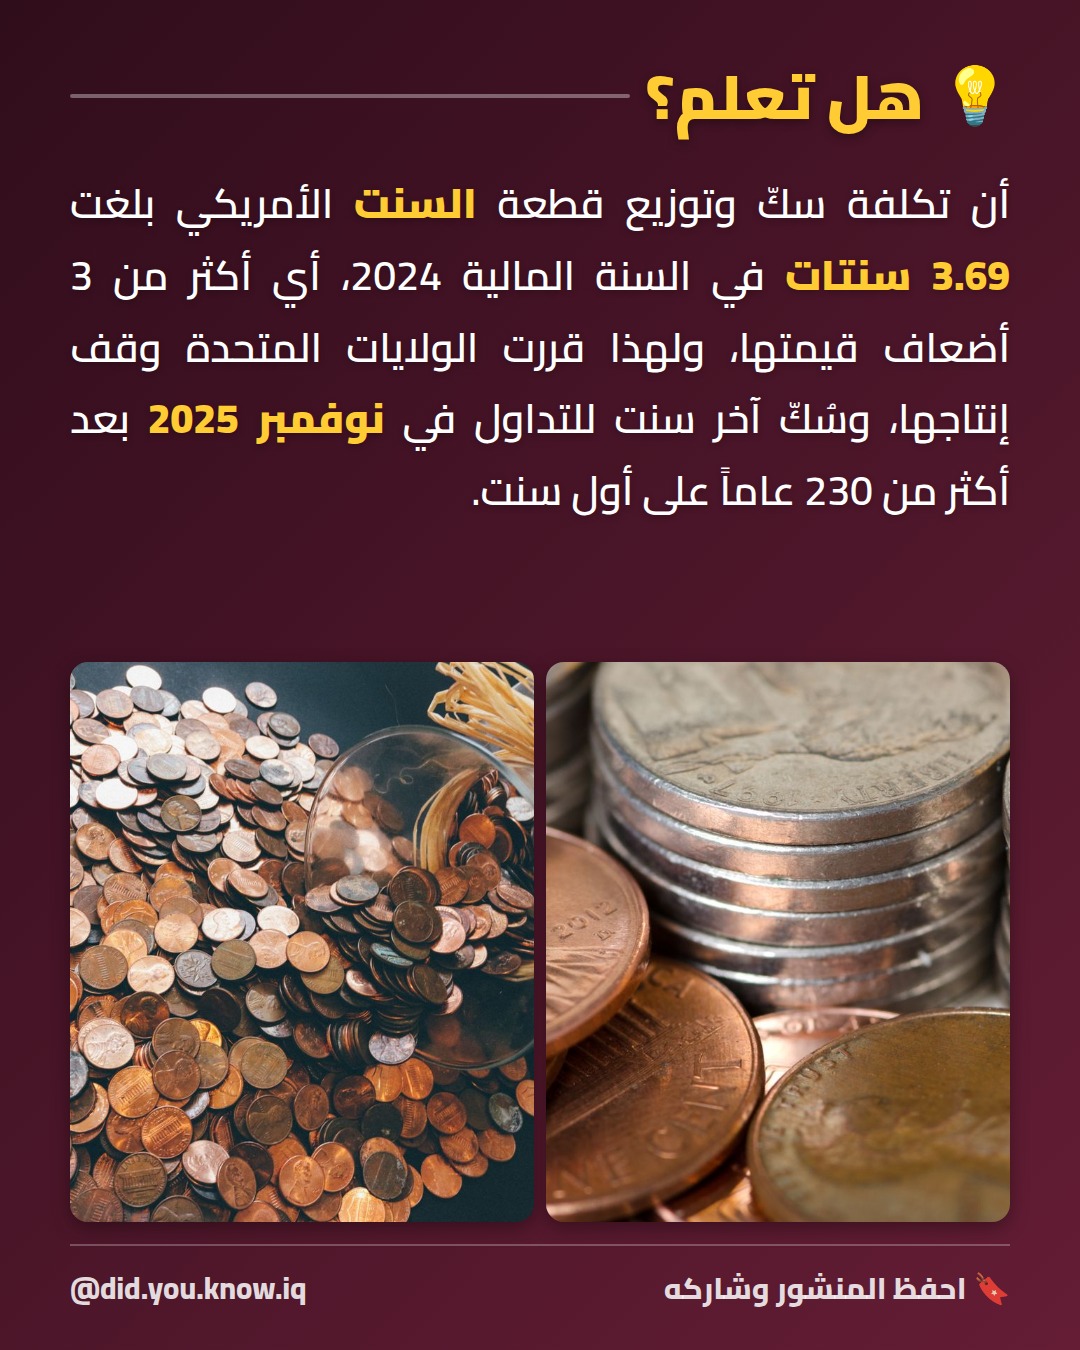 هل تعلم؟
أن تكلفة سكّ وتوزيع قطعة السنت الأمريكي بلغت
3.69 سنتات في السنة المالية 2024، أي أكثر من 3
أضعاف قيمتها، ولهذا قررت الولايات المتحدة وقف
إنتاجها، وسُكّ آخر سنت للتداول في نوفمبر 2025 بعد
أكثر من 230 عاماً على أول سنت.
2012
CENT
احفظ المنشور وشاركه
@did.you.know.iq